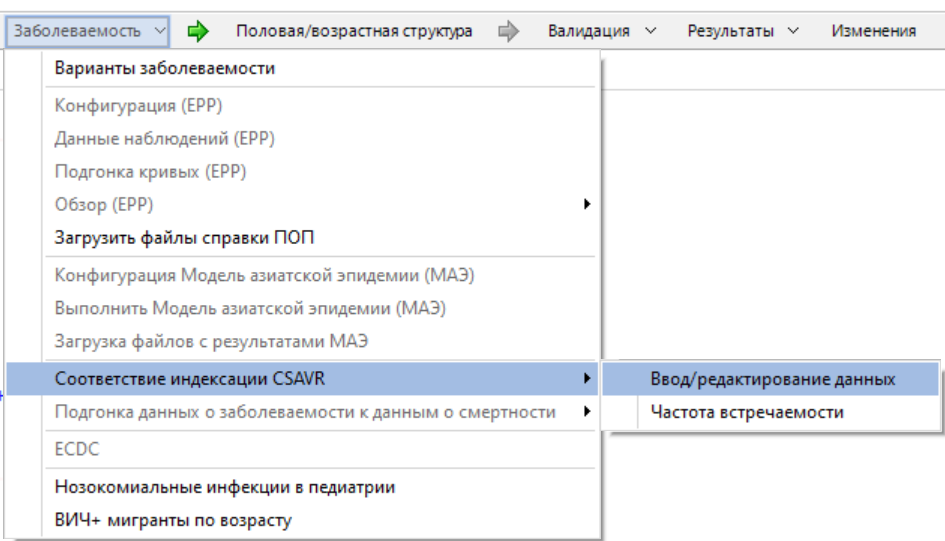 Заболеваемость Половая/возрастная структура Валидация Результаты Изменения
Варианты заболеваемости
Конфигурация (EPP)
Данные наблюдений (EPP)
Подгонка кривых (EPP)
Обзор (EPP)
Загрузить файлы справки ПОП
Конфигурация Модель азиатской эпидемии (МАЭ)
Выполнить Модель азиатской эпидемии (МАЭ)
Загрузка файлов с результатами МАЭ
Соответствие индексации CSAVR Ввод/редактирование данных
Подгонка данных о заболеваемости к данным о смертности Частота встречаемости
ECDC
Нозокомиальные инфекции в педиатрии
ВИЧ+ мигранты по возрасту